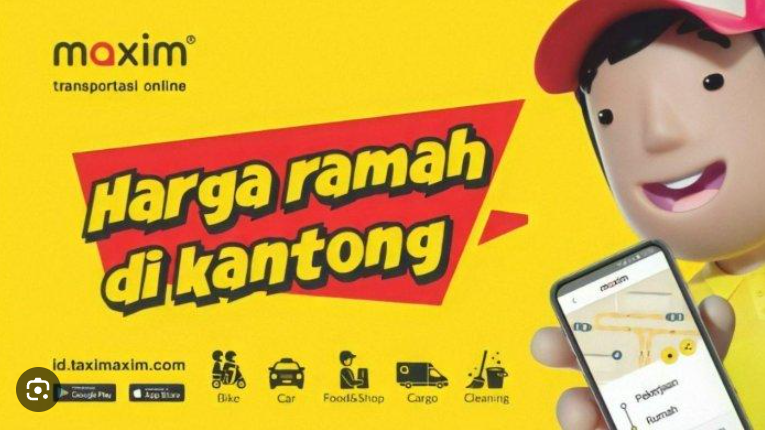 maxim®
transportasi online
Harga ramah
di kantong
id.taximaxim.com
Google Play
App Store
Bike
Car
Food&Shop
Cargo
Cleaning
maxim
Pekerjaan
Rumah